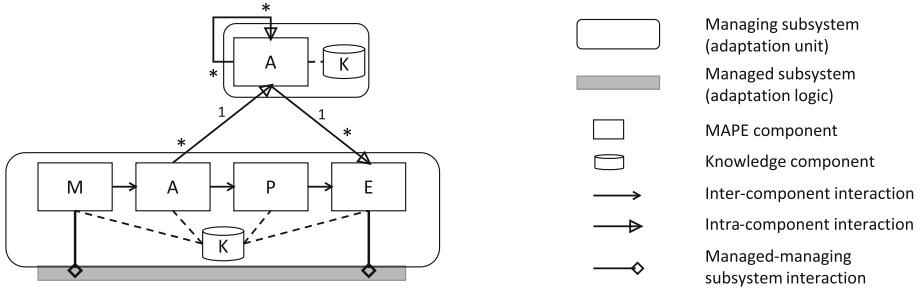 *
A
K
*
1
1
*
*
M
A
P
E
K
Managing subsystem
(adaptation unit)
Managed subsystem
(adaptation logic)
MAPE component
Knowledge component
Inter-component interaction
Intra-component interaction
Managed-managing
subsystem interaction